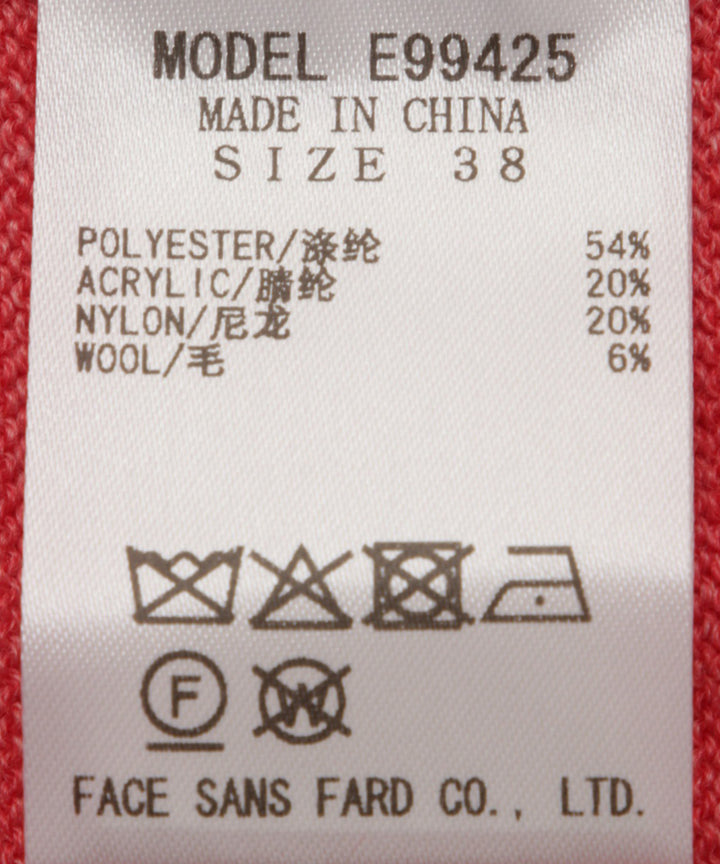 MODEL E99425
MADE IN CHINA
SIZE 38
POLYESTER/涤纶 54%
ACRYLIC/腈纶 20%
NYLON/尼龙 20%
WOOL/毛 6%
F W
FACE SANS FARD CO., LTD.